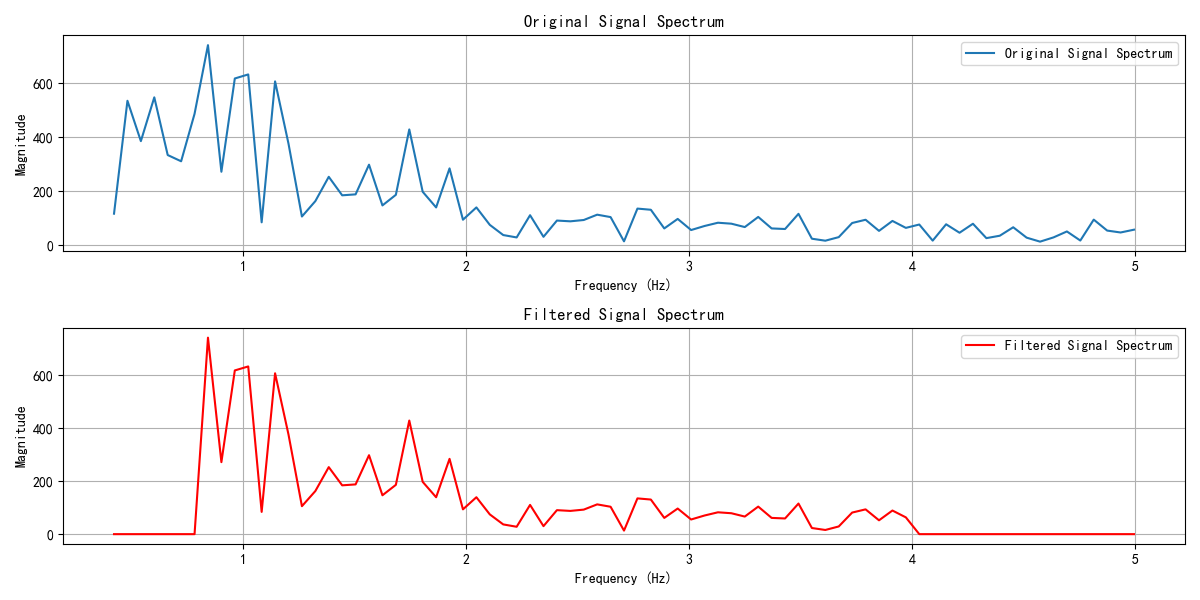 Original Signal Spectrum
Original Signal Spectrum
Magnitude
600
400
200
0
1 2 3 4 5
Frequency (Hz)
Filtered Signal Spectrum
Filtered Signal Spectrum
Magnitude
600
400
200
0
1 2 3 4 5
Frequency (Hz)